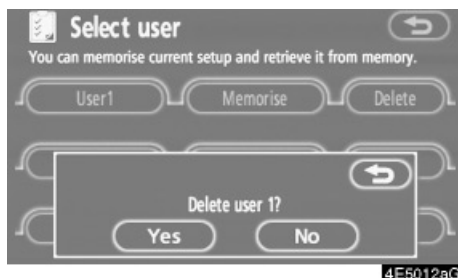 Select user
You can memorise current setup and retrieve it from memory.
User1 Memorise Delete
Delete user 1?
Yes No
4E5012aG